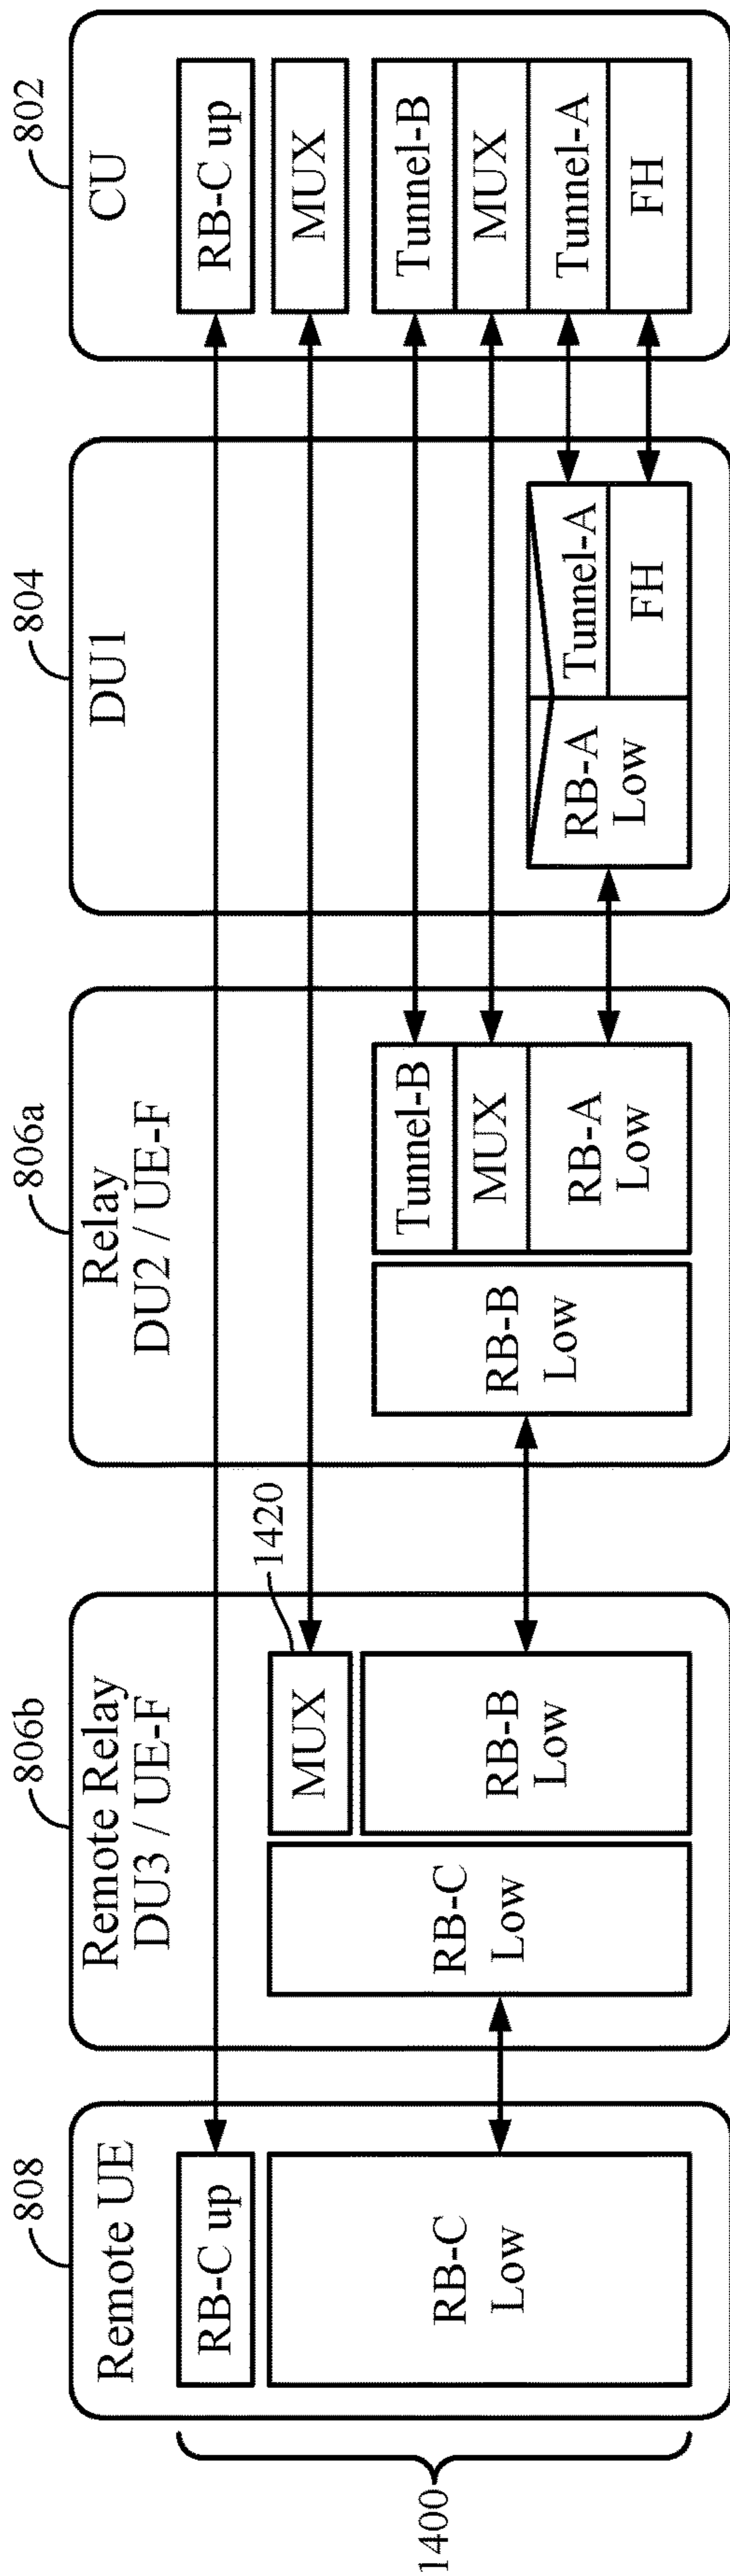 808
Remote UE
RB-C up
RB-C
Low
1400
806b
Remote Relay
DU3 / UE-F
1420
MUX
RB-C
Low
RB-B
Low
806a
Relay
DU2 / UE-F
RB-B
Low
Tunnel-B
MUX
RB-A
Low
804
DU1
RB-A
Low
Tunnel-A
FH
802
CU
RB-C up
MUX
Tunnel-B
MUX
Tunnel-A
FH